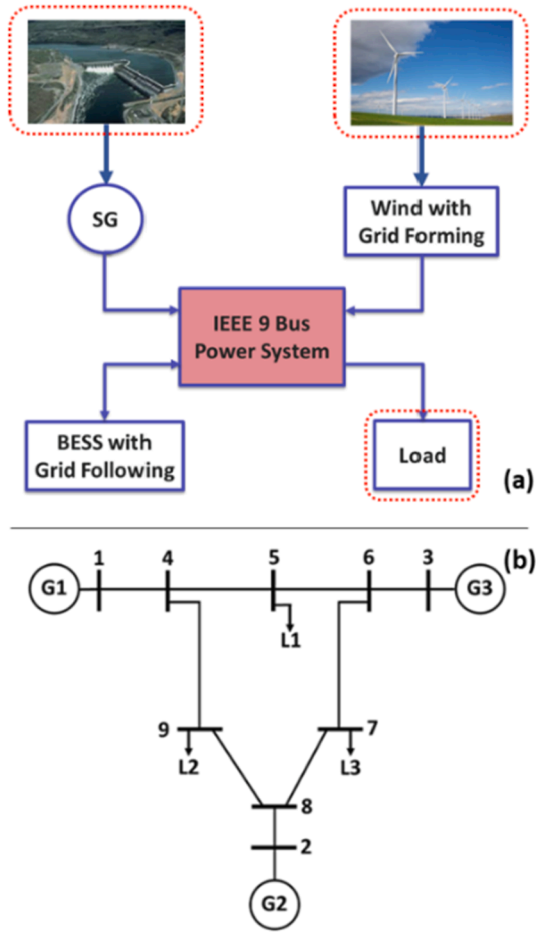 SG
Wind with
Grid Forming
IEEE 9 Bus
Power System
BESS with
Grid Following
Load
(a)
(b)
1
4
5
6
3
G1
G3
L1
9
7
L2
L3
8
2
G2